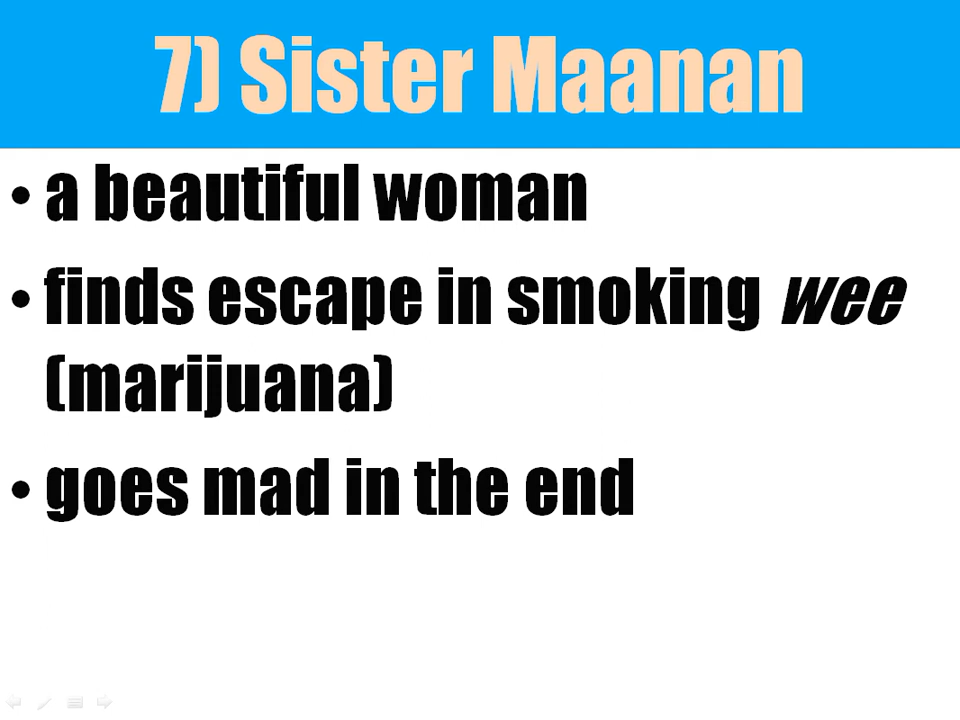 7) Sister Maanan
• a beautiful woman
• finds escape in smoking wee
(marijuana)
• goes mad in the end